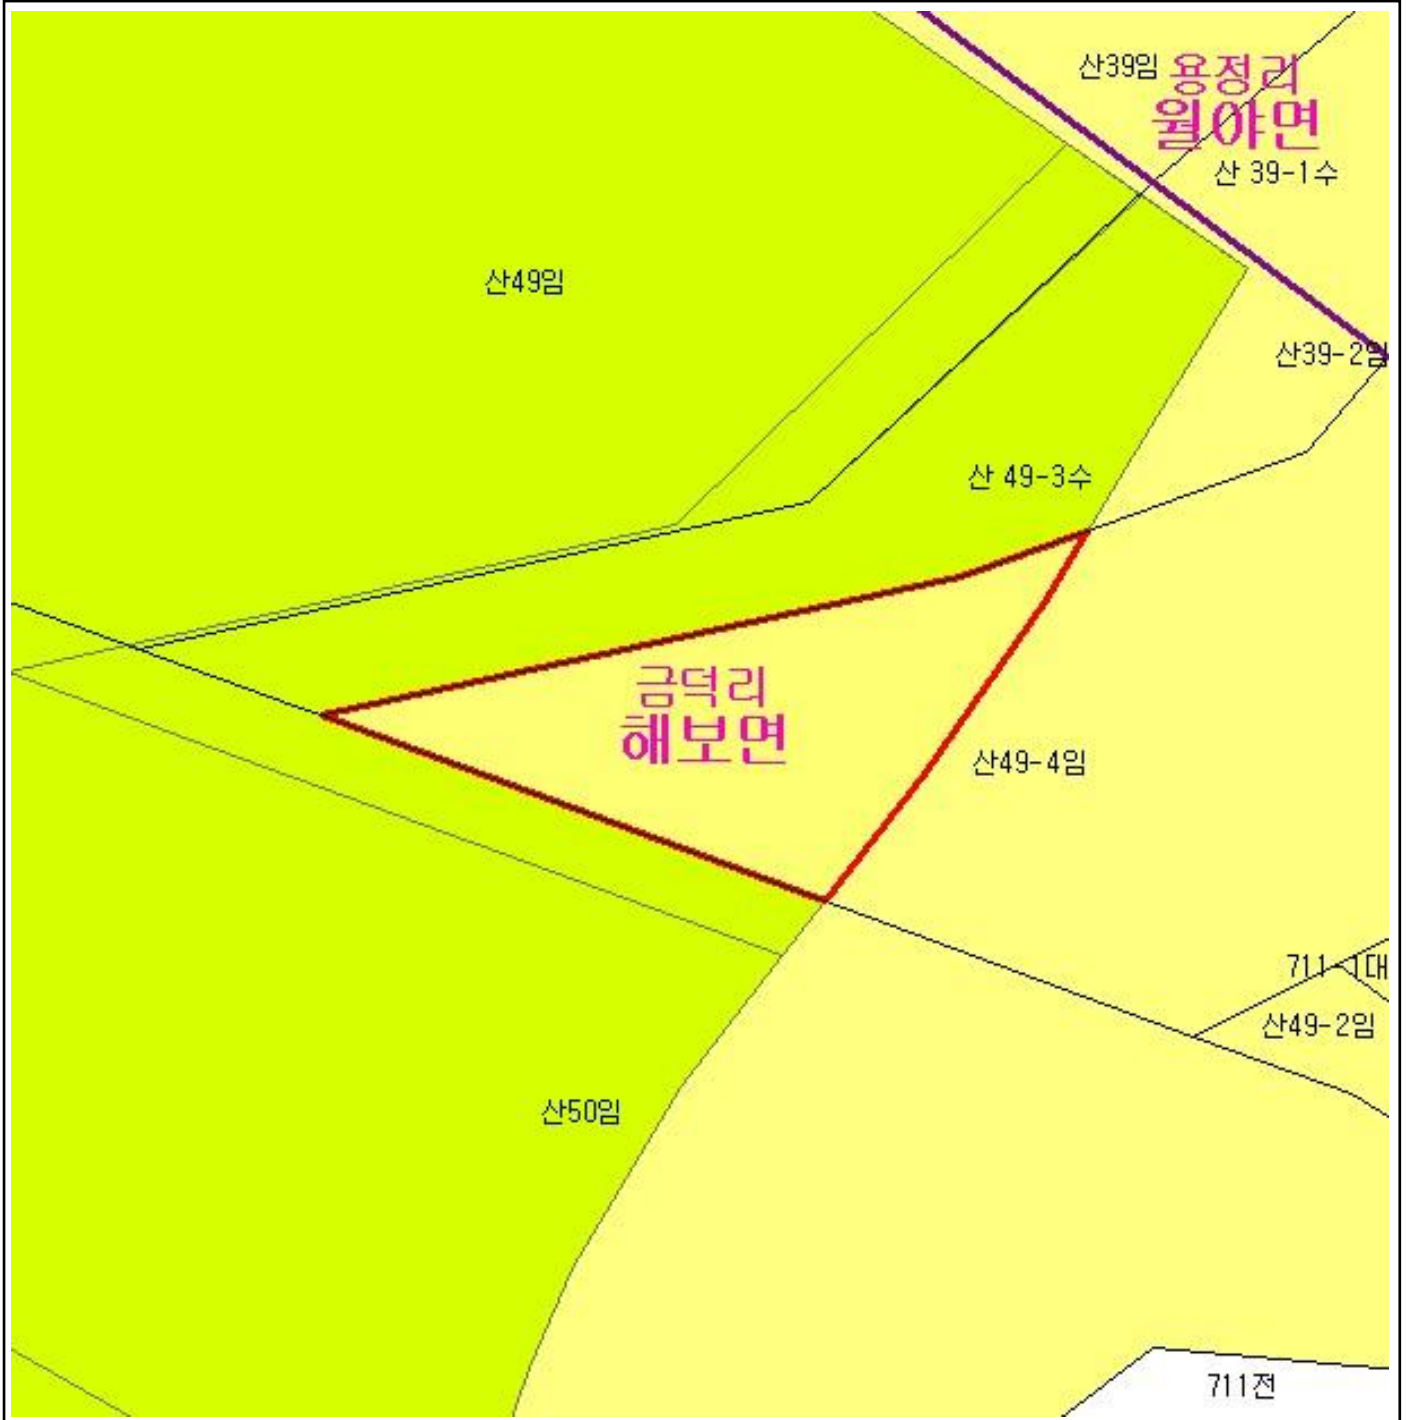 산39임
용정리
월야면
산 39-1수
산49임
산39-2임
산 49-3수
금덕리
해보면
산49-4임
711-1대
산49-2임
산50임
711전